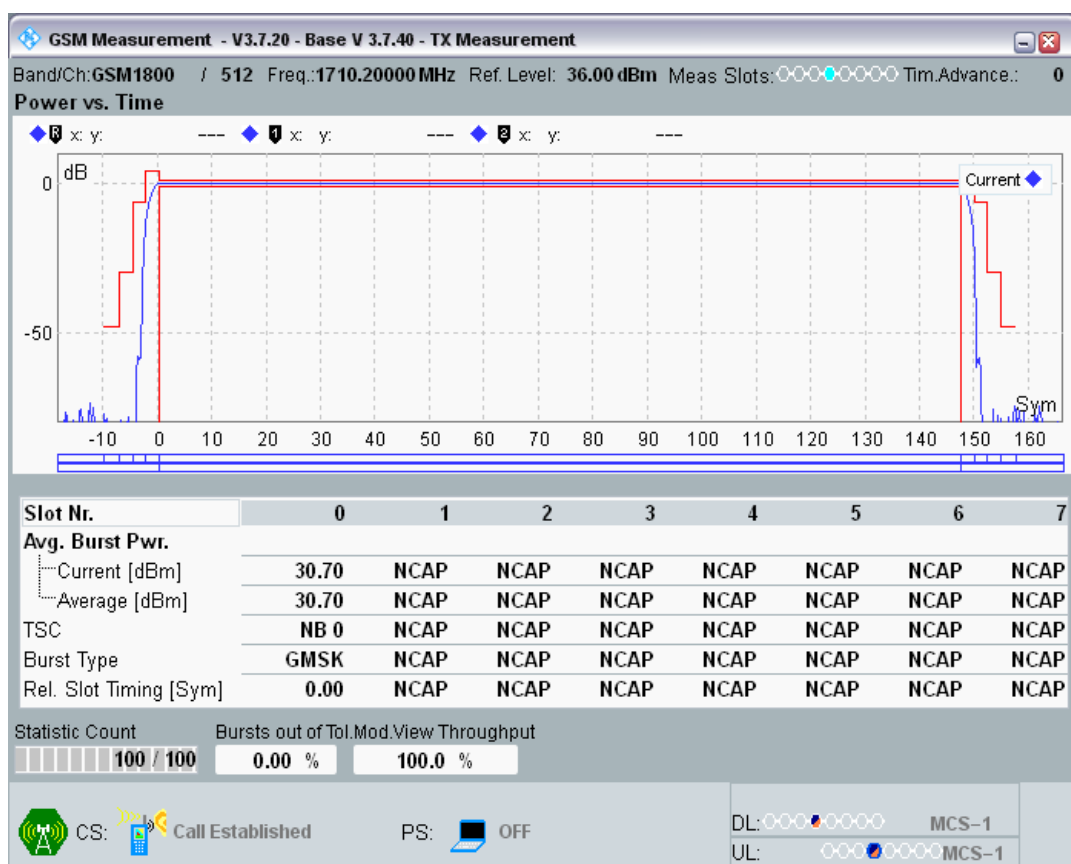 GSM Measurement - V3.7.20 - Base V 3.7.40 - TX Measurement
Band/Ch:GSM1800 / 512 Freq.:1710.20000 MHz Ref. Level: 36.00 dBm Meas Slots: Tim.Advance.: 0
Power vs. Time
R x: y: --- 1 x: y: --- 2 x: y: ---
dB
0
Current
-50
Sym
-10 0 10 20 30 40 50 60 70 80 90 100 110 120 130 140 150 160
Slot Nr. 0 1 2 3 4 5 6 7
Avg. Burst Pwr.
Current [dBm] 30.70 NCAP NCAP NCAP NCAP NCAP NCAP NCAP
Average [dBm] 30.70 NCAP NCAP NCAP NCAP NCAP NCAP NCAP
TSC NB 0 NCAP NCAP NCAP NCAP NCAP NCAP NCAP
Burst Type GMSK NCAP NCAP NCAP NCAP NCAP NCAP NCAP
Rel. Slot Timing [Sym] 0.00 NCAP NCAP NCAP NCAP NCAP NCAP NCAP
Statistic Count Bursts out of Tol.Mod.View Throughput
100 / 100 0.00 % 100.0 %
CS: Call Established PS: OFF
DL: MCS-1
UL: MCS-1